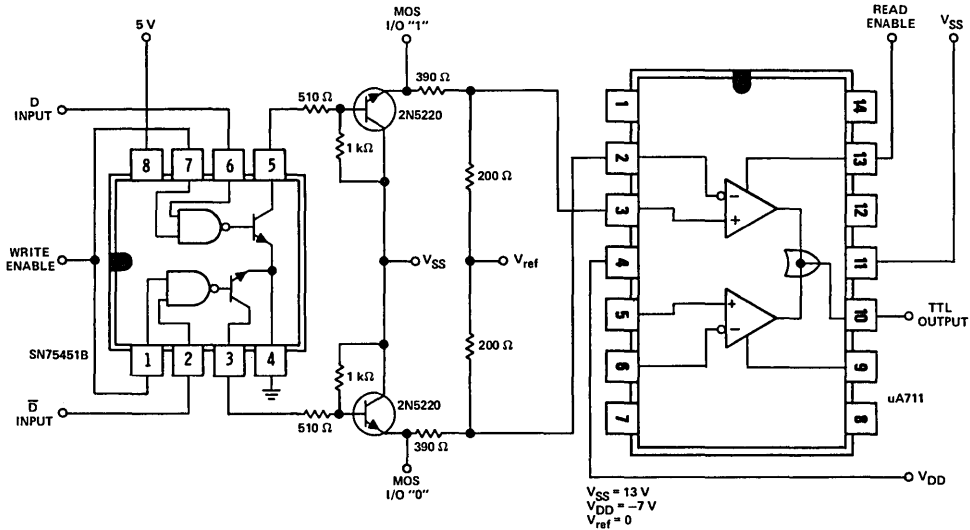 MOS
I/O "1"
READ
ENABLE
VSS
5 V
390 Ω
D
INPUT
510 Ω
2N5220
1 kΩ
200 Ω
8
7
6
5
1
2
3
4
5
6
7
14
13
12
11
10
9
8
WRITE
ENABLE
VSS
Vref
TTL
OUTPUT
SN75451B
1
2
3
4
200 Ω
1 kΩ
2N5220
D̅
INPUT
510 Ω
390 Ω
uA711
MOS
I/O "0"
VDD
VSS = 13 V
VDD = −7 V
Vref = 0